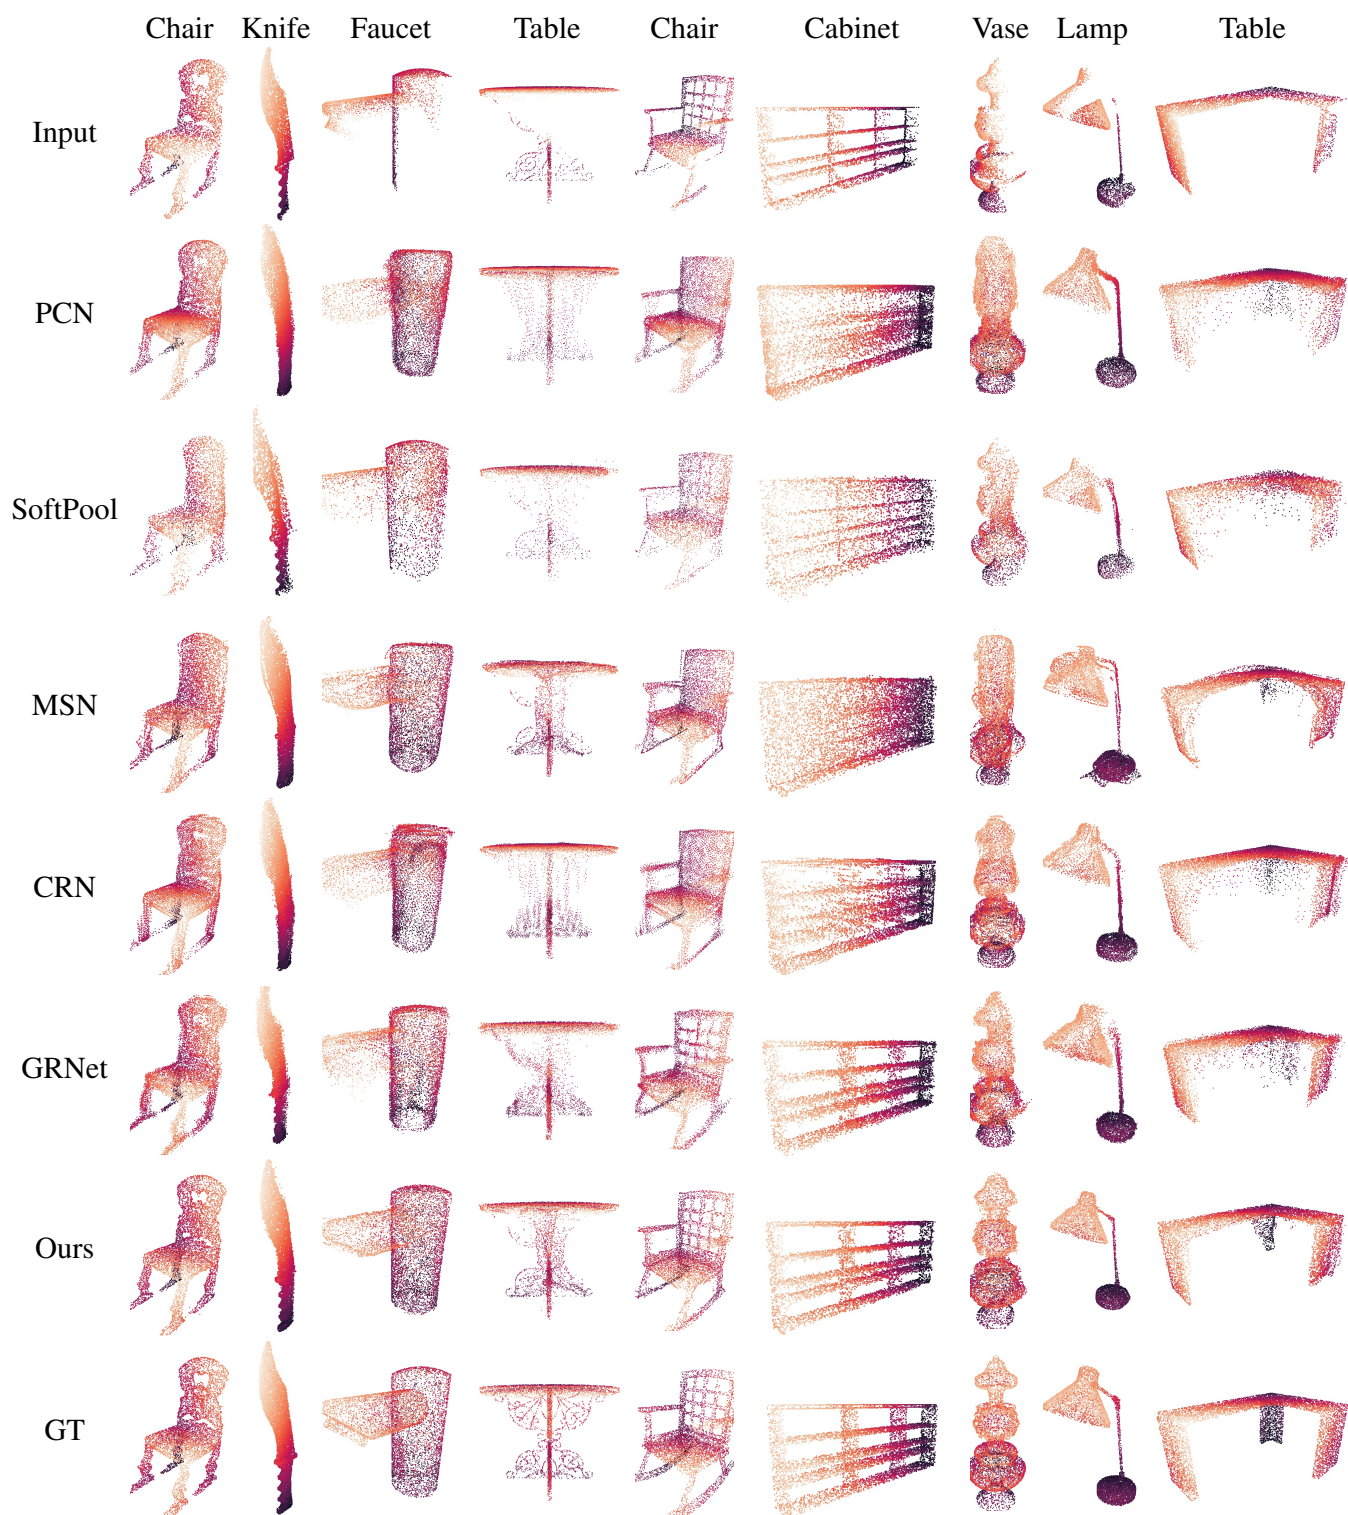 Chair Knife Faucet Table Chair Cabinet Vase Lamp Table
Input
PCN
SoftPool
MSN
CRN
GRNet
Ours
GT